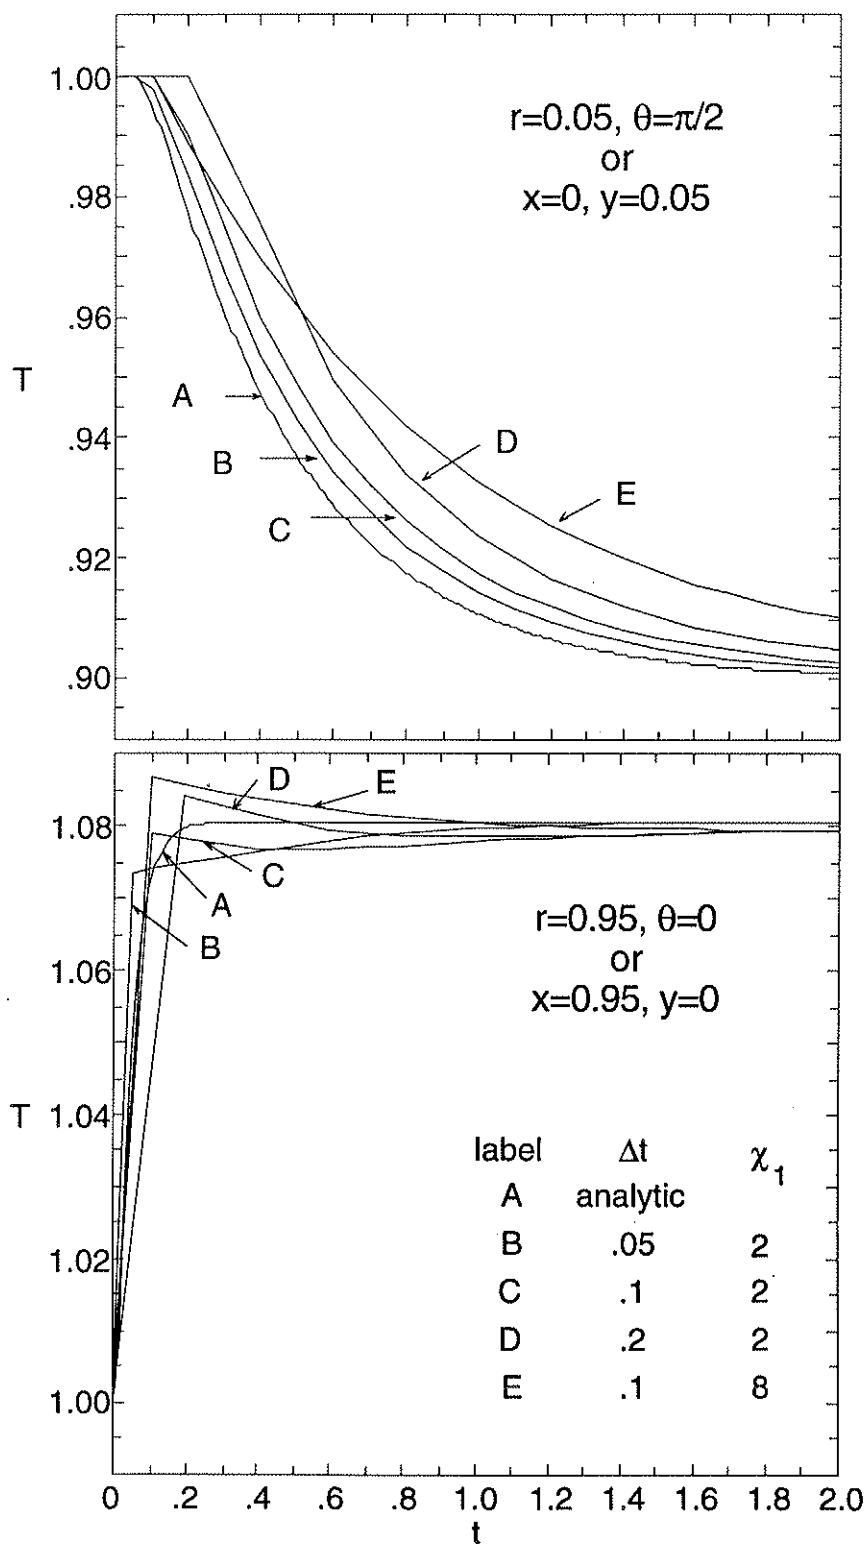 1.00
.98
.96
.94
.92
.90
T
r=0.05, θ=π/2
or
x=0, y=0.05
A
B
C
D
E
1.08
1.06
1.04
1.02
1.00
T
D
E
C
A
B
r=0.95, θ=0
or
x=0.95, y=0
label Δt χ₁
A analytic
B .05 2
C .1 2
D .2 2
E .1 8
0 .2 .4 .6 .8 1.0 1.2 1.4 1.6 1.8 2.0
t